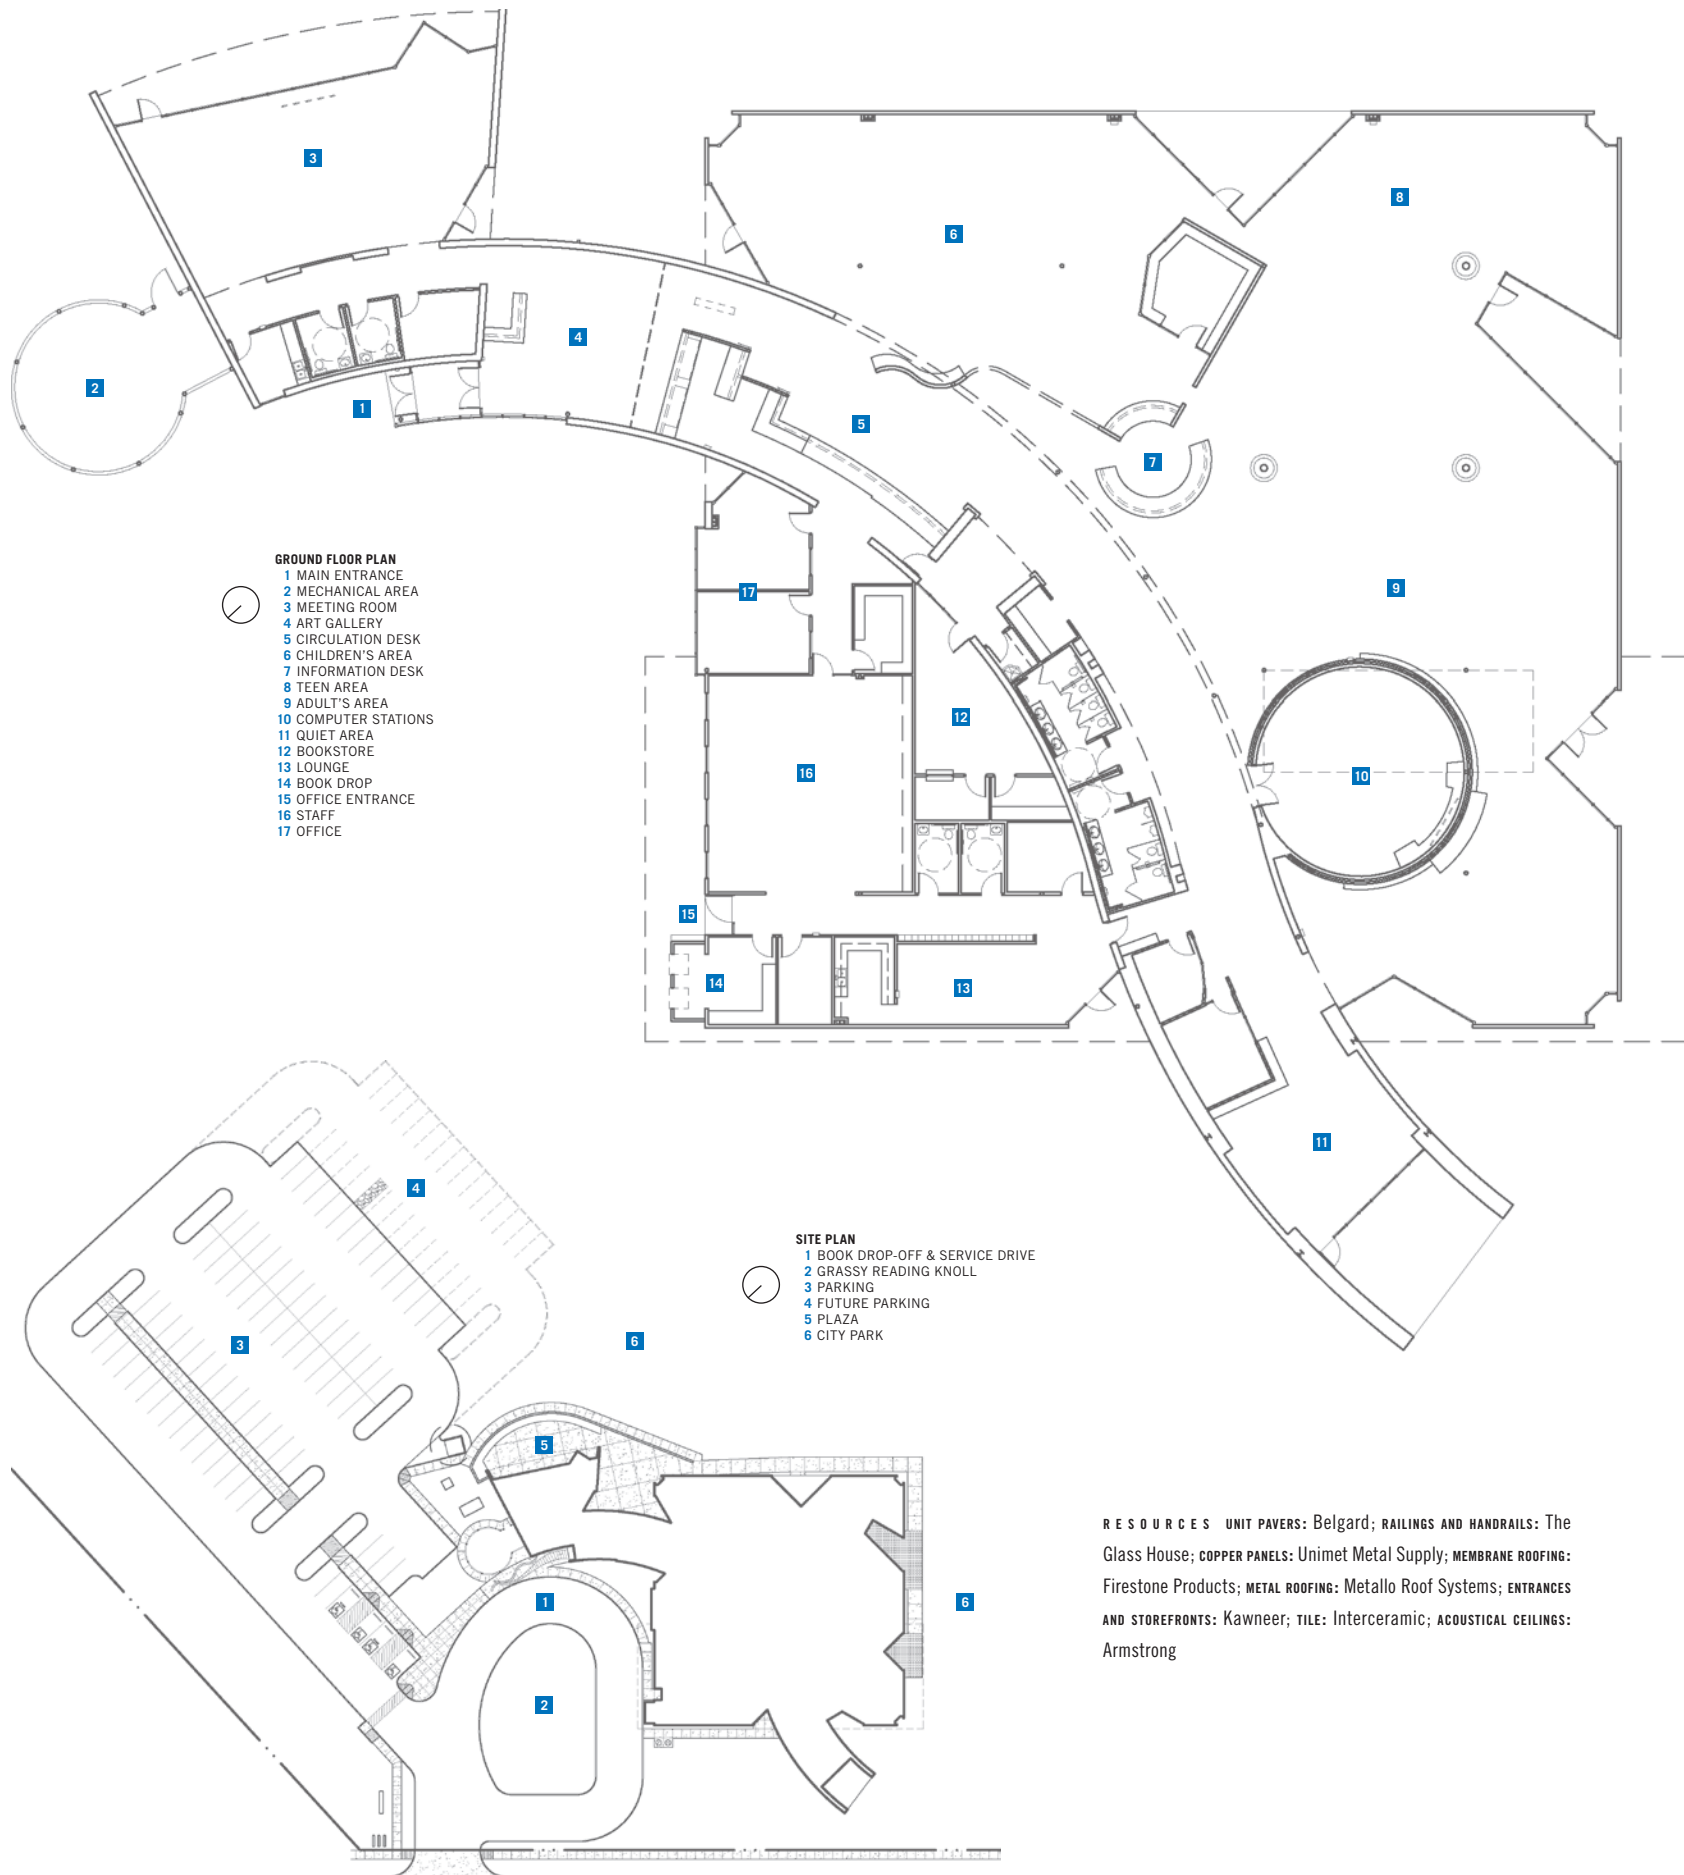 3
8
6
4
2
1
5
7
GROUND FLOOR PLAN
1 MAIN ENTRANCE
2 MECHANICAL AREA
3 MEETING ROOM
4 ART GALLERY
5 CIRCULATION DESK
6 CHILDREN'S AREA
7 INFORMATION DESK
8 TEEN AREA
9 ADULT'S AREA
10 COMPUTER STATIONS
11 QUIET AREA
12 BOOKSTORE
13 LOUNGE
14 BOOK DROP
15 OFFICE ENTRANCE
16 STAFF
17 OFFICE
17
9
12
16
10
15
14
13
11
4
SITE PLAN
1 BOOK DROP-OFF & SERVICE DRIVE
2 GRASSY READING KNOLL
3 PARKING
4 FUTURE PARKING
5 PLAZA
6 CITY PARK
3
6
5
1
6
2
RESOURCES UNIT PAVERS: Belgard; RAILINGS AND HANDRAILS: The
Glass House; COPPER PANELS: Unimet Metal Supply; MEMBRANE ROOFING:
Firestone Products; METAL ROOFING: Metallo Roof Systems; ENTRANCES
AND STOREFRONTS: Kawneer; TILE: Interceramic; ACOUSTICAL CEILINGS:
Armstrong